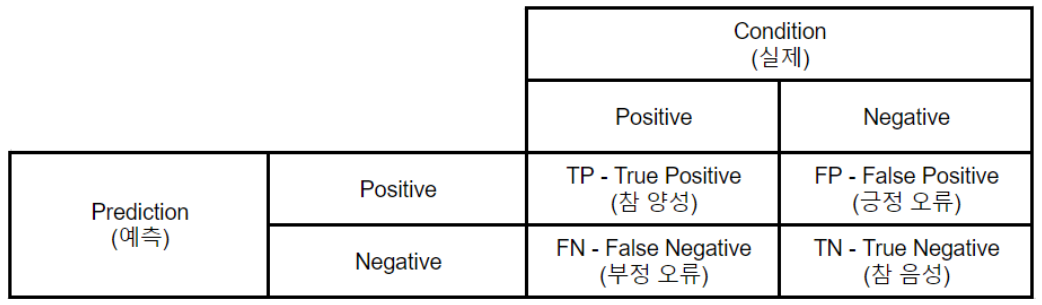 Condition
(실제)
Positive
Negative
Prediction
(예측)
Positive
TP - True Positive
(참 양성)
FP - False Positive
(긍정 오류)
Negative
FN - False Negative
(부정 오류)
TN - True Negative
(참 음성)